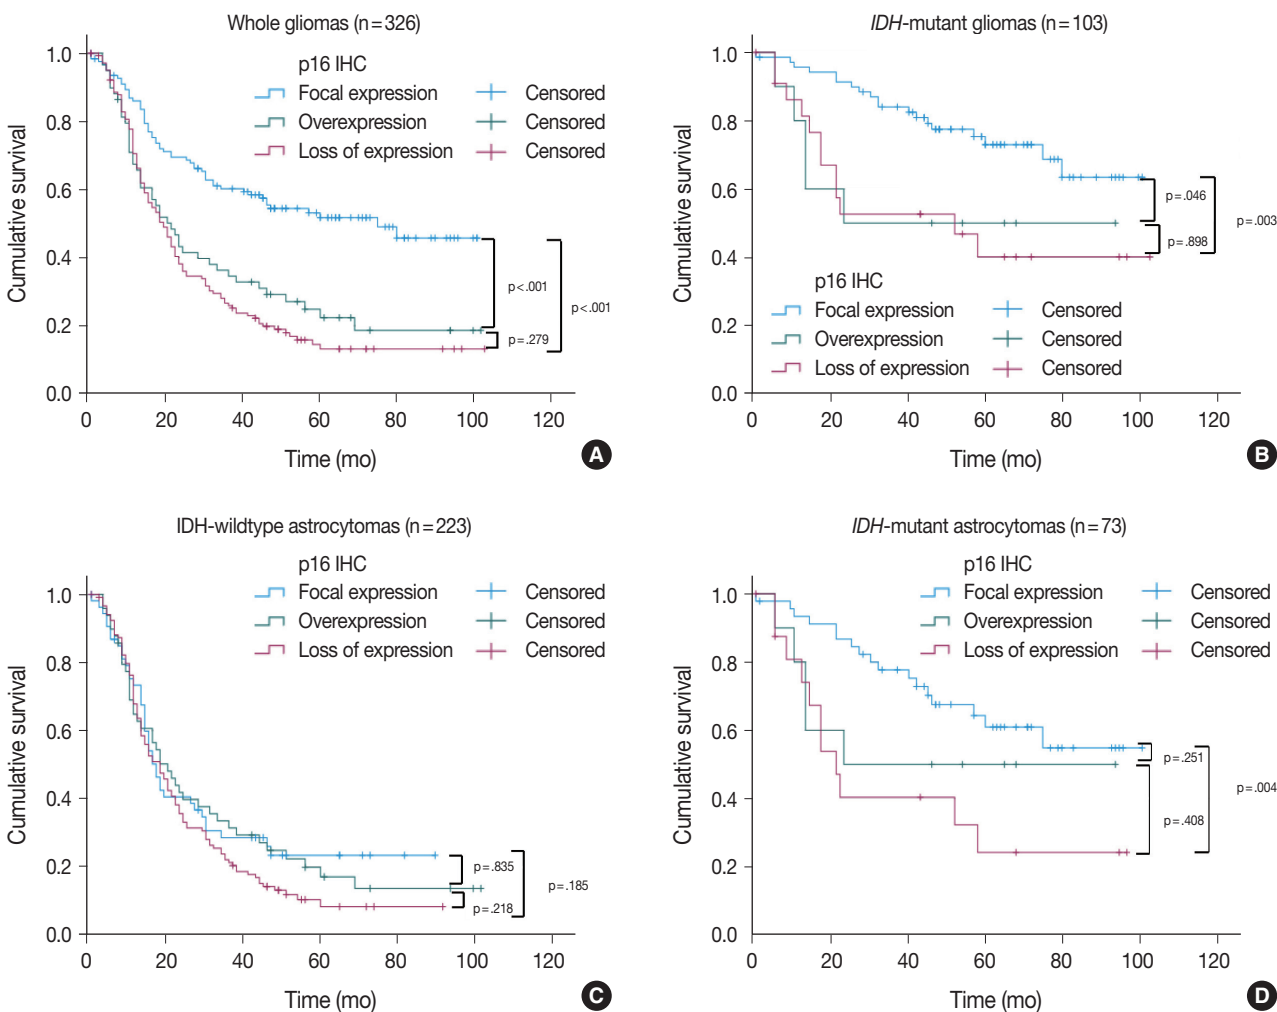 Whole gliomas (n=326)
p16 IHC
Focal expression
Censored
Overexpression
Censored
Loss of expression
Censored
Cumulative survival
1.0
0.8
0.6
0.4
0.2
0.0
p<.001
p=.279
p<.001
0 20 40 60 80 100 120
Time (mo)
A
IDH-mutant gliomas (n=103)
Cumulative survival
1.0
0.8
0.6
0.4
0.2
0.0
p=.046
p=.898
p=.003
p16 IHC
Focal expression
Censored
Overexpression
Censored
Loss of expression
Censored
0 20 40 60 80 100 120
Time (mo)
B
IDH-wildtype astrocytomas (n=223)
p16 IHC
Focal expression
Censored
Overexpression
Censored
Loss of expression
Censored
Cumulative survival
1.0
0.8
0.6
0.4
0.2
0.0
p=.835
p=.218
p=.185
0 20 40 60 80 100 120
Time (mo)
C
IDH-mutant astrocytomas (n=73)
p16 IHC
Focal expression
Censored
Overexpression
Censored
Loss of expression
Censored
Cumulative survival
1.0
0.8
0.6
0.4
0.2
0.0
p=.251
p=.408
p=.004
0 20 40 60 80 100 120
Time (mo)
D